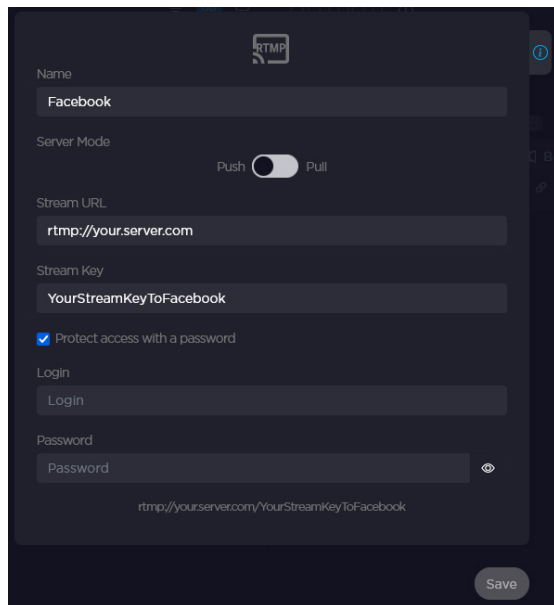 RTMP
Name
Facebook
Server Mode
Push Pull
Stream URL
rtmp://your.server.com
Stream Key
YourStreamKeyToFacebook
Protect access with a password
Login
Login
Password
Password
rtmp://your.server.com/YourStreamKeyToFacebook
Save